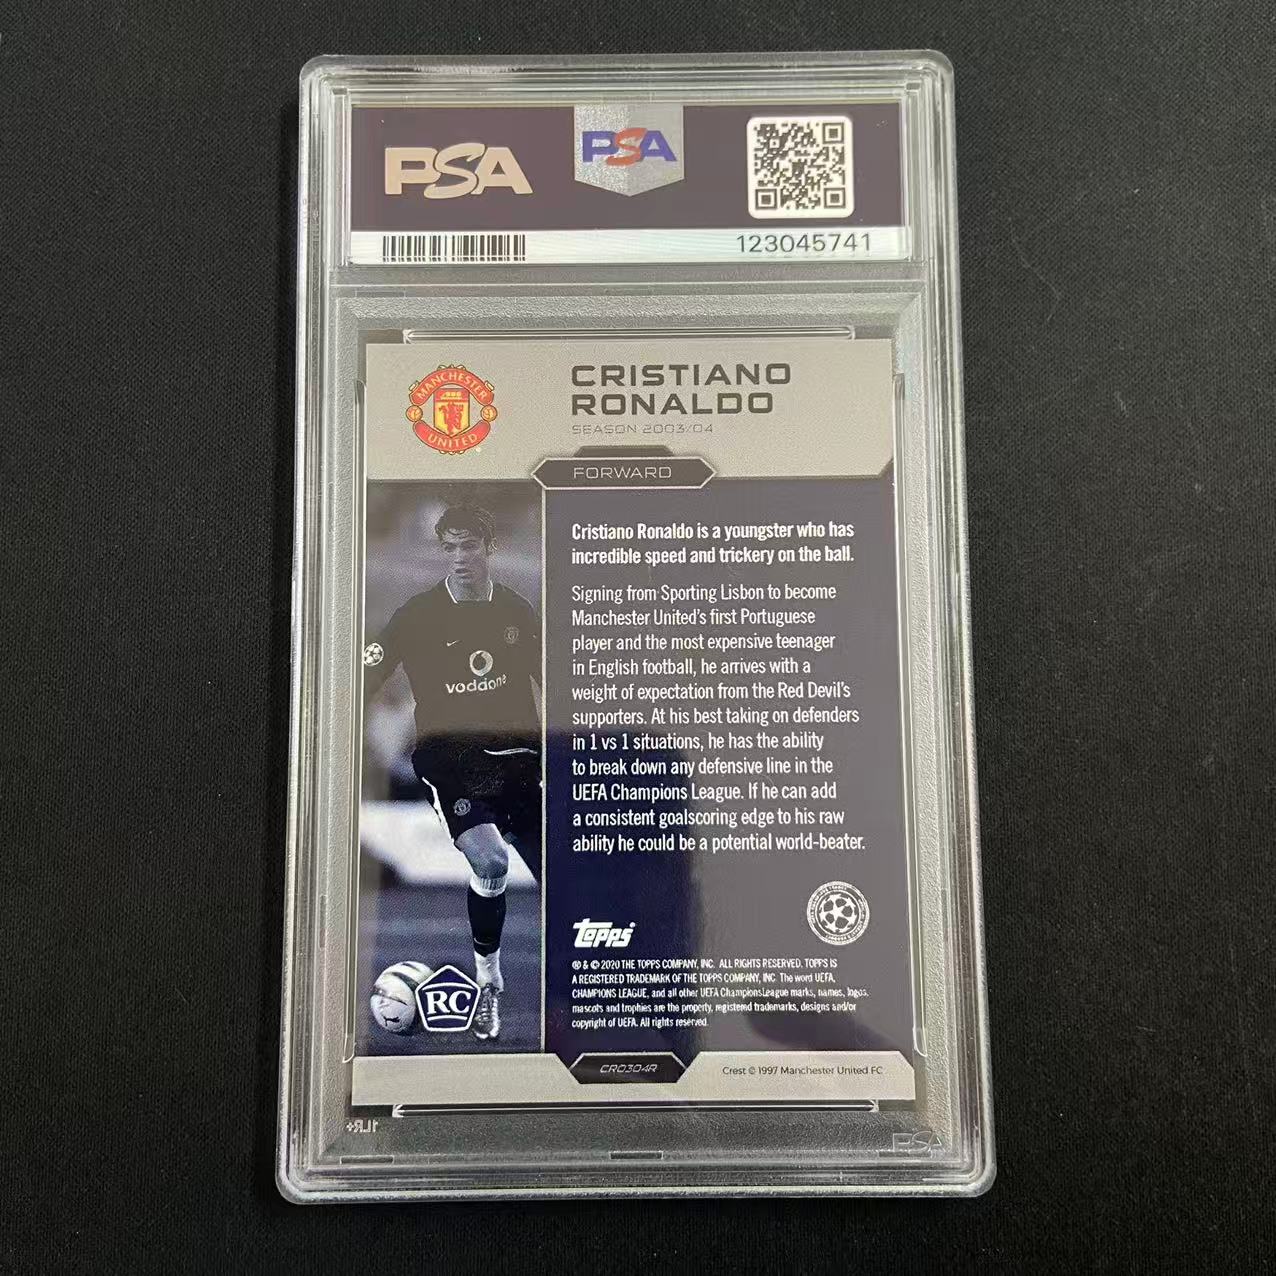 PSA
PSA
123045741
MANCHESTER
UNITED
CRISTIANO
RONALDO
SEASON 2003/04
FORWARD
Cristiano Ronaldo is a youngster who has
incredible speed and trickery on the ball.
Signing from Sporting Lisbon to become
Manchester United's first Portuguese
player and the most expensive teenager
in English football, he arrives with a
weight of expectation from the Red Devil's
supporters. At his best taking on defenders
in 1 vs 1 situations, he has the ability
to break down any defensive line in the
UEFA Champions League. If he can add
a consistent goalscoring edge to his raw
ability he could be a potential world-beater.
vodafone
RC
Topps
® & © 2020 THE TOPPS COMPANY, INC. ALL RIGHTS RESERVED. TOPPS IS
A REGISTERED TRADEMARK OF THE TOPPS COMPANY, INC. The word UEFA,
CHAMPIONS LEAGUE, and all other UEFA Champions League marks, names, logos,
mascots and trophies are the property, registered trademarks, designs and/or
copyright of UEFA. All rights reserved.
CR0304R
Crest © 1997 Manchester United FC
1LR+
PSA